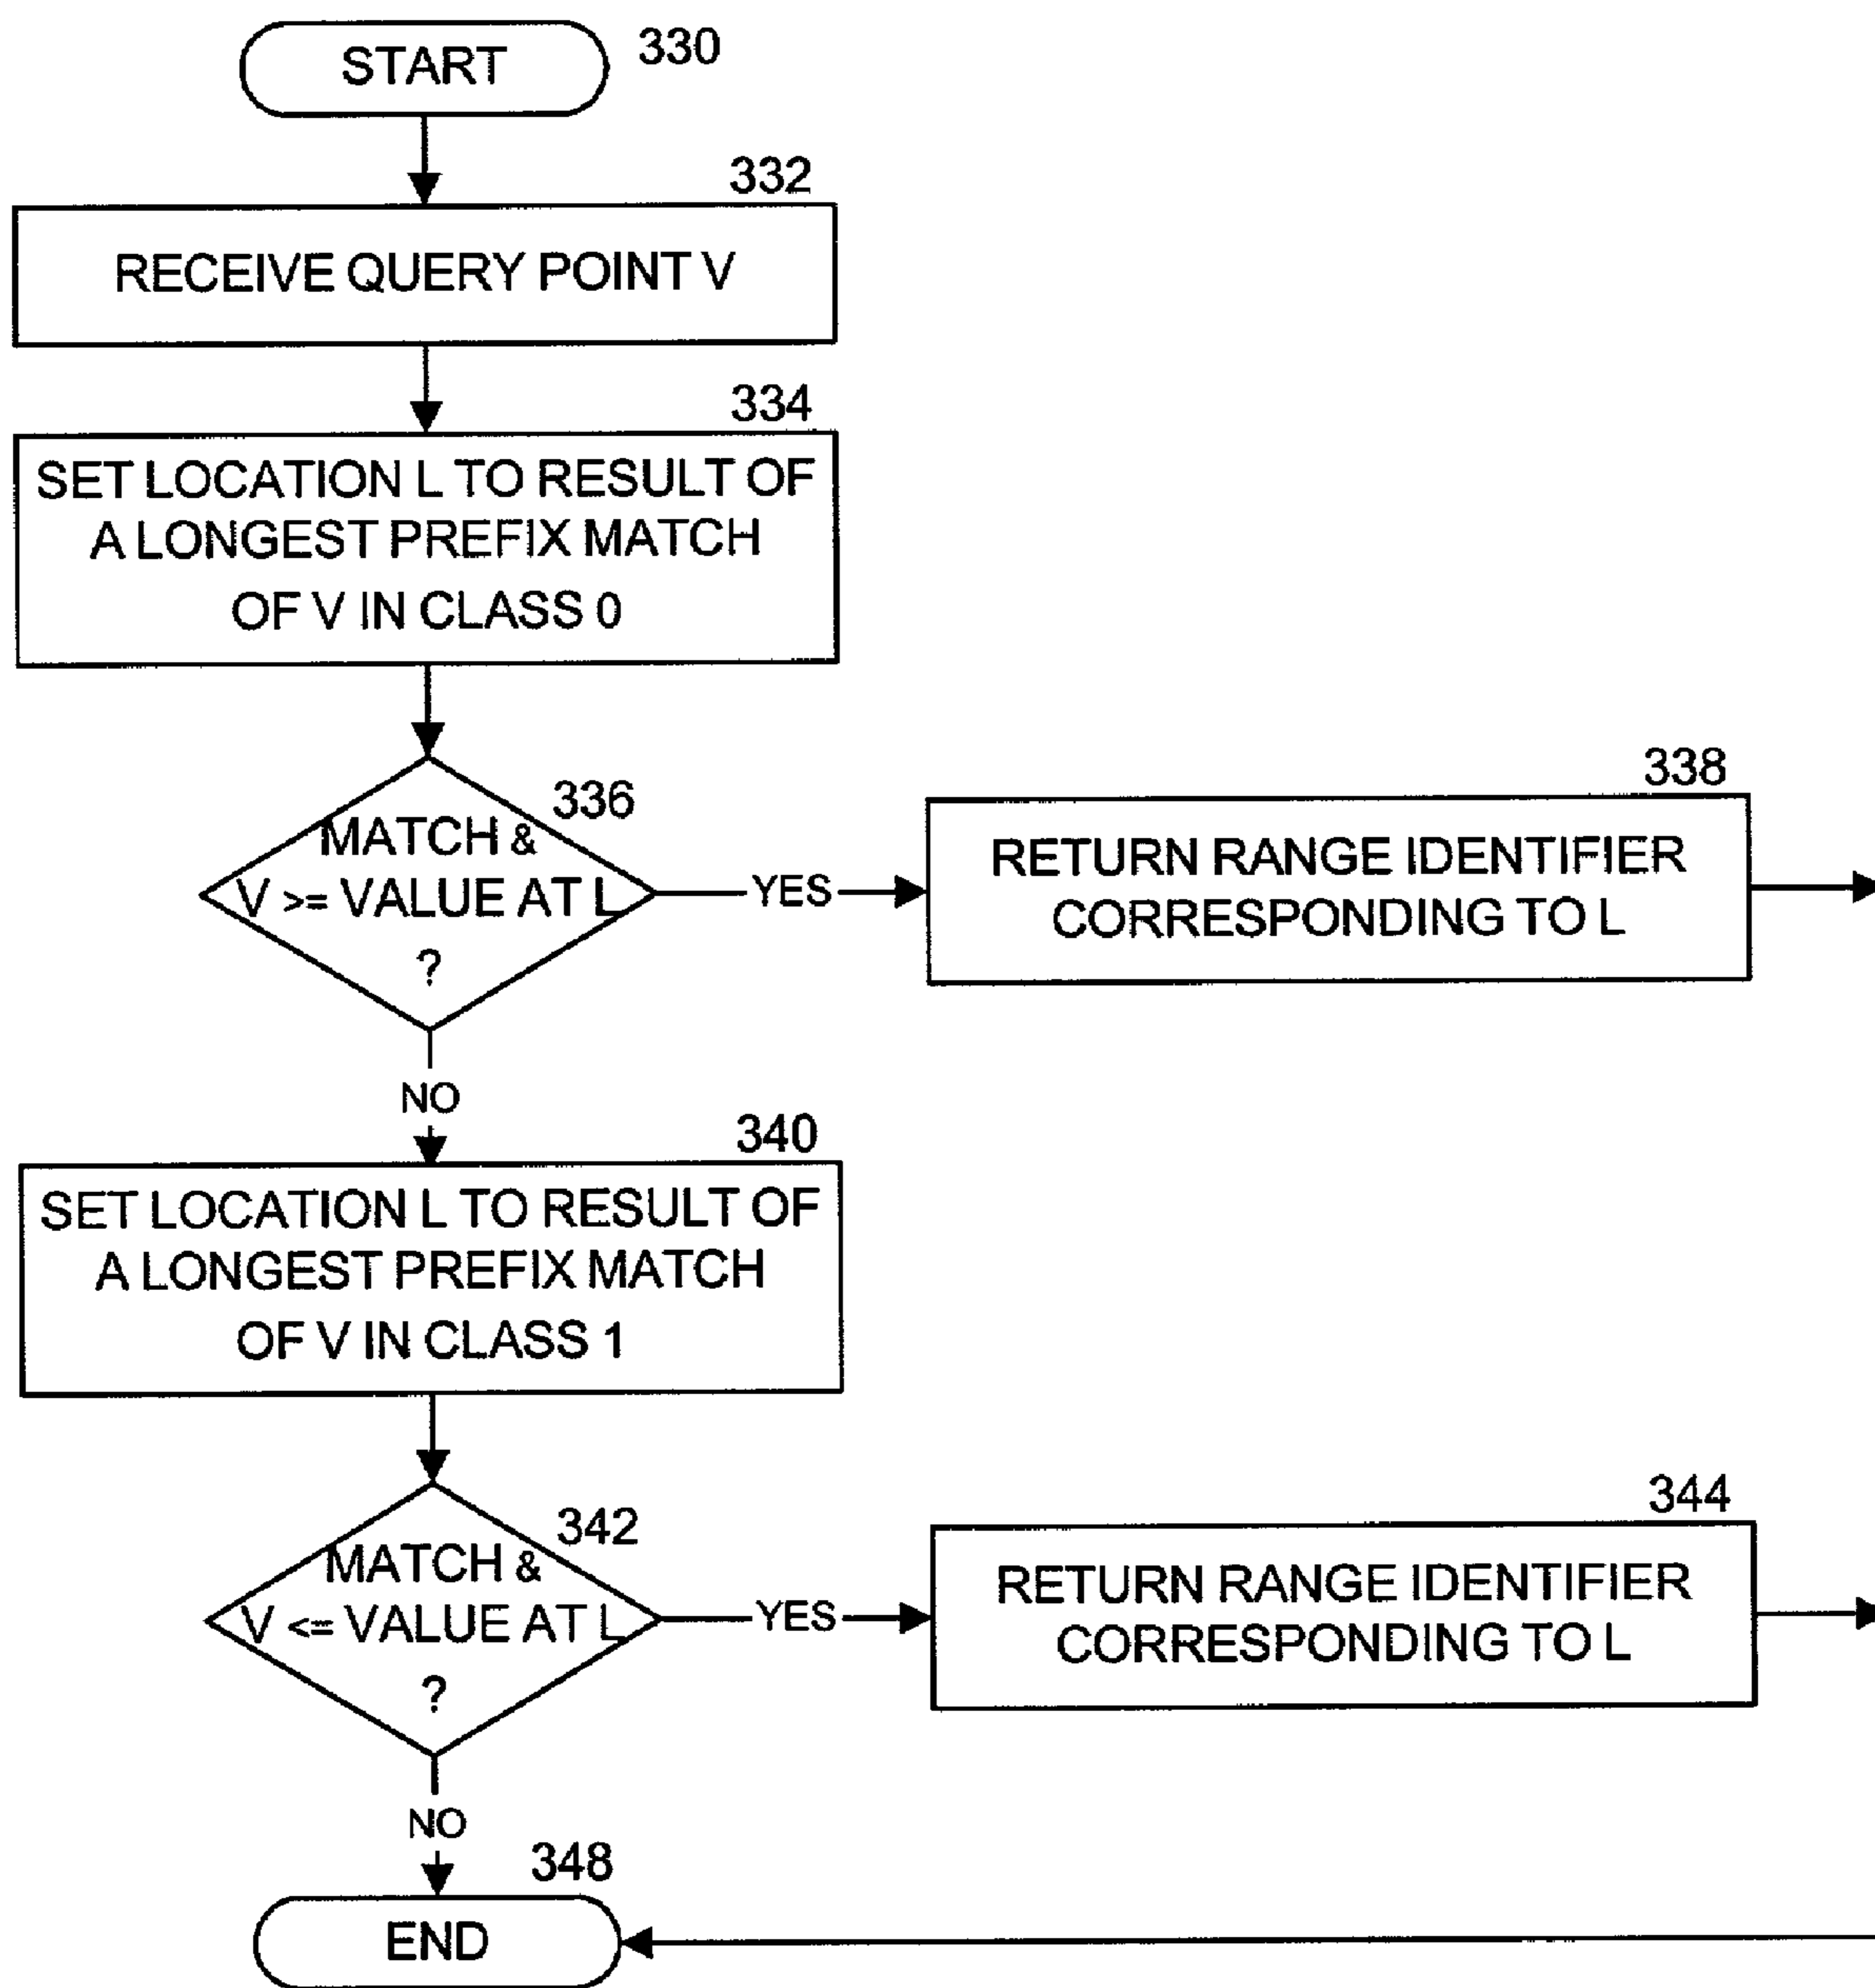 START
330
332
RECEIVE QUERY POINT V
334
SET LOCATION L TO RESULT OF
A LONGEST PREFIX MATCH
OF V IN CLASS 0
336
MATCH &
V >= VALUE AT L
?
YES
338
RETURN RANGE IDENTIFIER
CORRESPONDING TO L
NO
340
SET LOCATION L TO RESULT OF
A LONGEST PREFIX MATCH
OF V IN CLASS 1
342
MATCH &
V <= VALUE AT L
?
YES
344
RETURN RANGE IDENTIFIER
CORRESPONDING TO L
NO
348
END